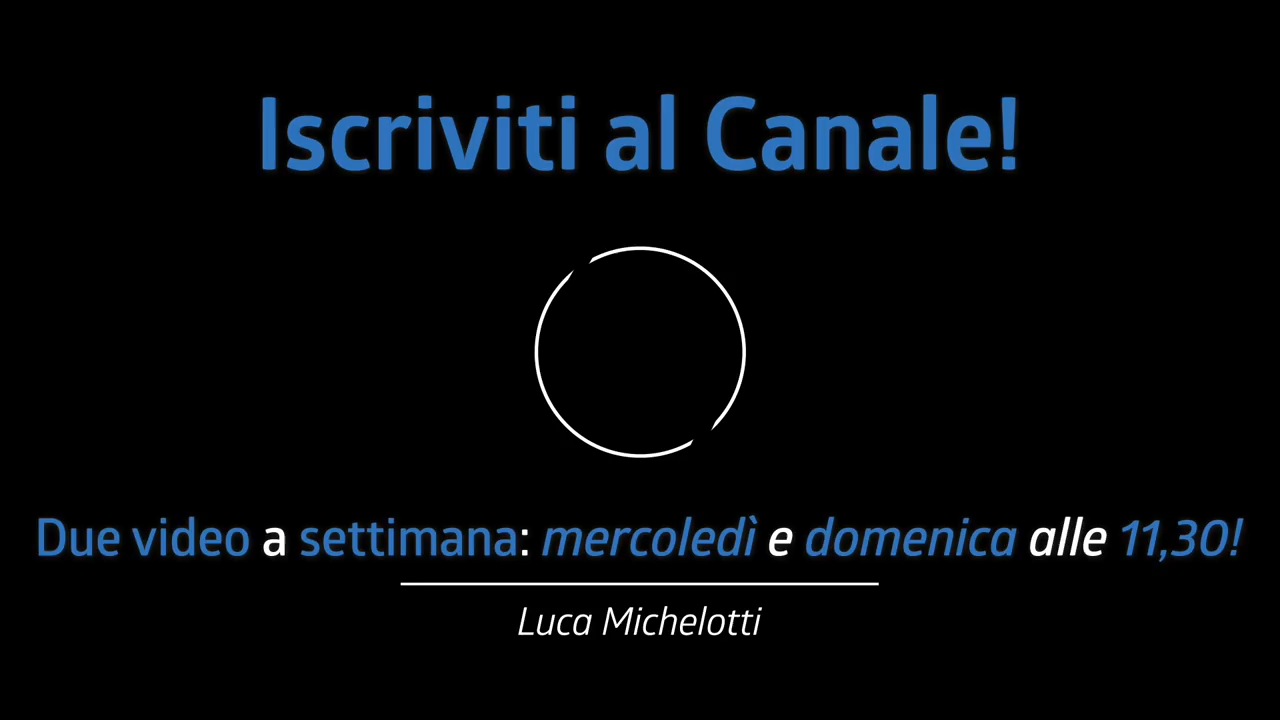 Iscriviti al Canale!
Due video a settimana: mercoledì e domenica alle 11,30!
Luca Michelotti